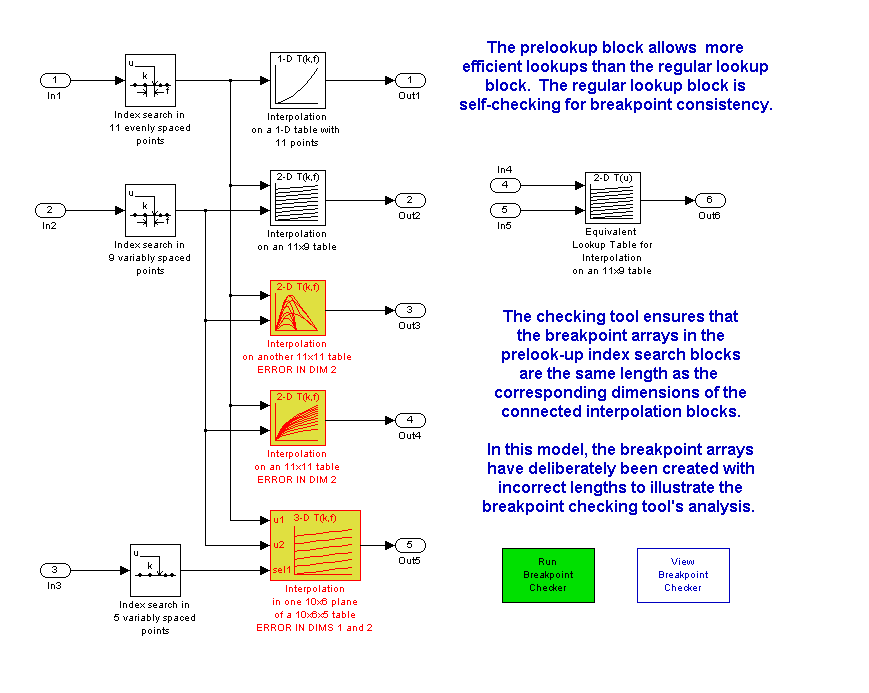 The prelookup block allows  more
efficient lookups than the regular lookup
block.  The regular lookup block is
self-checking for breakpoint consistency.
1
In1
u
k
f
Index search in
11 evenly spaced
points
1-D T(k,f)
Interpolation
on a 1-D table with
11 points
1
Out1
2
In2
u
k
f
Index search in
9 variably spaced
points
2-D T(k,f)
Interpolation
on an 11x9 table
2
Out2
In4
4
5
In5
2-D T(u)
Equivalent
Lookup Table for
Interpolation
on an 11x9 table
6
Out6
2-D T(k,f)
Interpolation
on another 11x11 table
ERROR IN DIM 2
3
Out3
The checking tool ensures that
the breakpoint arrays in the
prelook-up index search blocks
are the same length as the
corresponding dimensions of the
connected interpolation blocks.
2-D T(k,f)
Interpolation
on an 11x11 table
ERROR IN DIM 2
4
Out4
In this model, the breakpoint arrays
have deliberately been created with
incorrect lengths to illustrate the
breakpoint checking tool's analysis.
3
In3
u
k
Index search in
5 variably spaced
points
u1
u2
sel1
3-D T(k,f)
Interpolation
in one 10x6 plane
of a 10x6x5 table
ERROR IN DIMS 1 and 2
5
Out5
Run
Breakpoint
Checker
View
Breakpoint
Checker